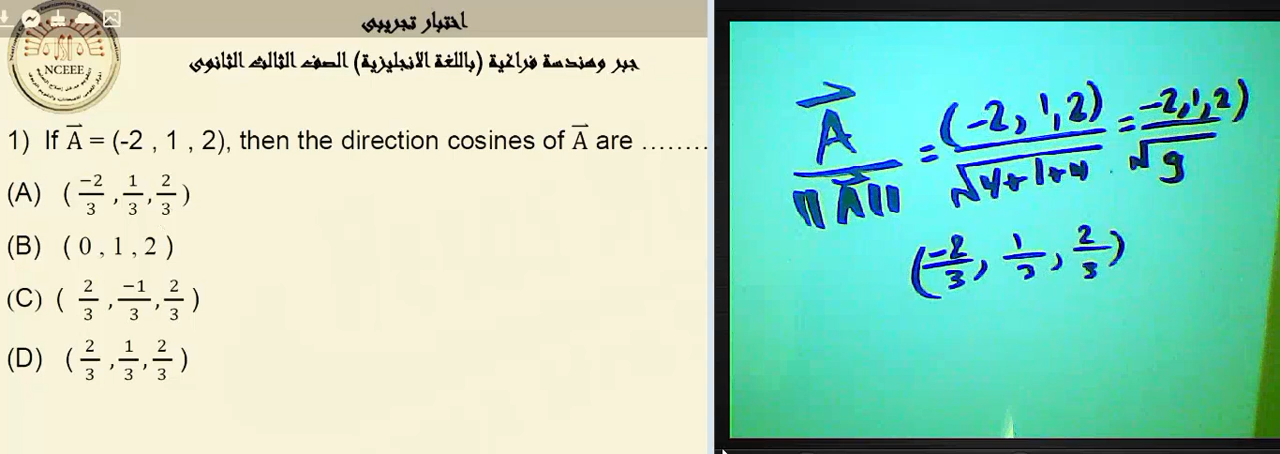 اختبار تجريبى
جبر وهندسة فراغية (باللغة الانجليزية) الصف الثالث الثانوى
NCEEE
1) If A⃗ = (-2 , 1 , 2), then the direction cosines of A⃗ are ........
(A) ( -2/3 , 1/3 , 2/3 )
(B) ( 0 , 1 , 2 )
(C) ( 2/3 , -1/3 , 2/3 )
(D) ( 2/3 , 1/3 , 2/3 )
A⃗ / ||A⃗|| = (-2, 1, 2) / √4+1+4 = -2, 1, 2) / √9
( -2/3 , 1/3 , 2/3 )